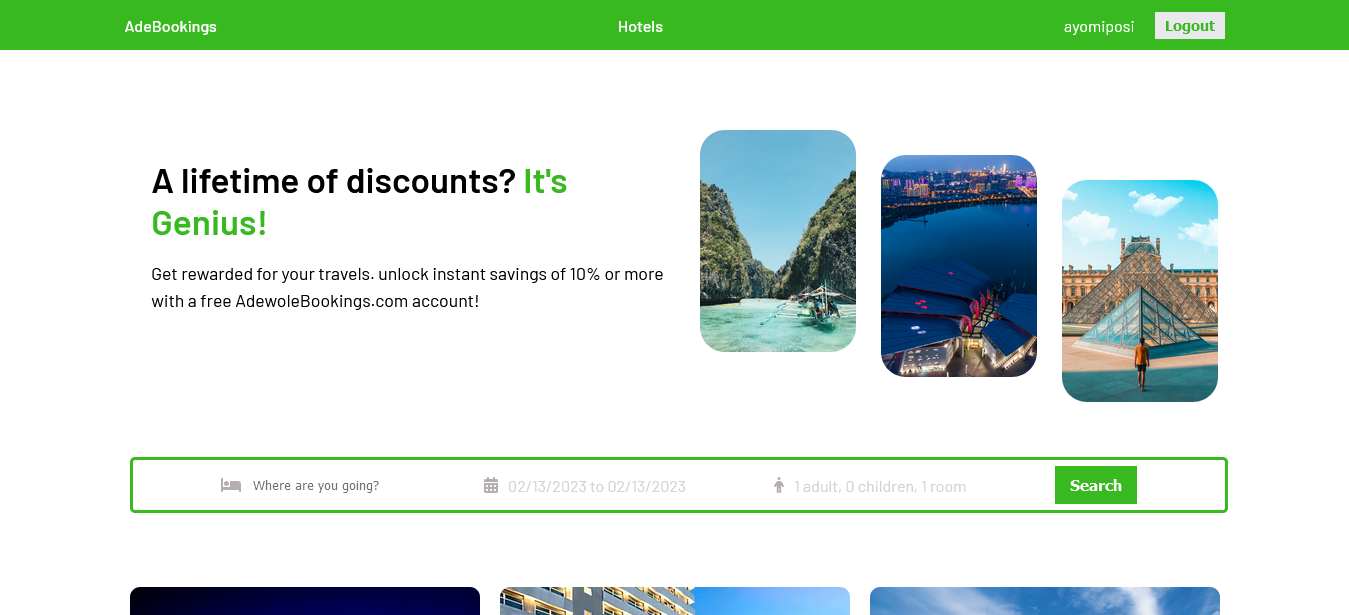 AdeBookings
Hotels
ayomiposi
Logout
A lifetime of discounts? It's
Genius!
Get rewarded for your travels. unlock instant savings of 10% or more
with a free AdewoleBookings.com account!
Where are you going?
02/13/2023 to 02/13/2023
1 adult, 0 children, 1 room
Search